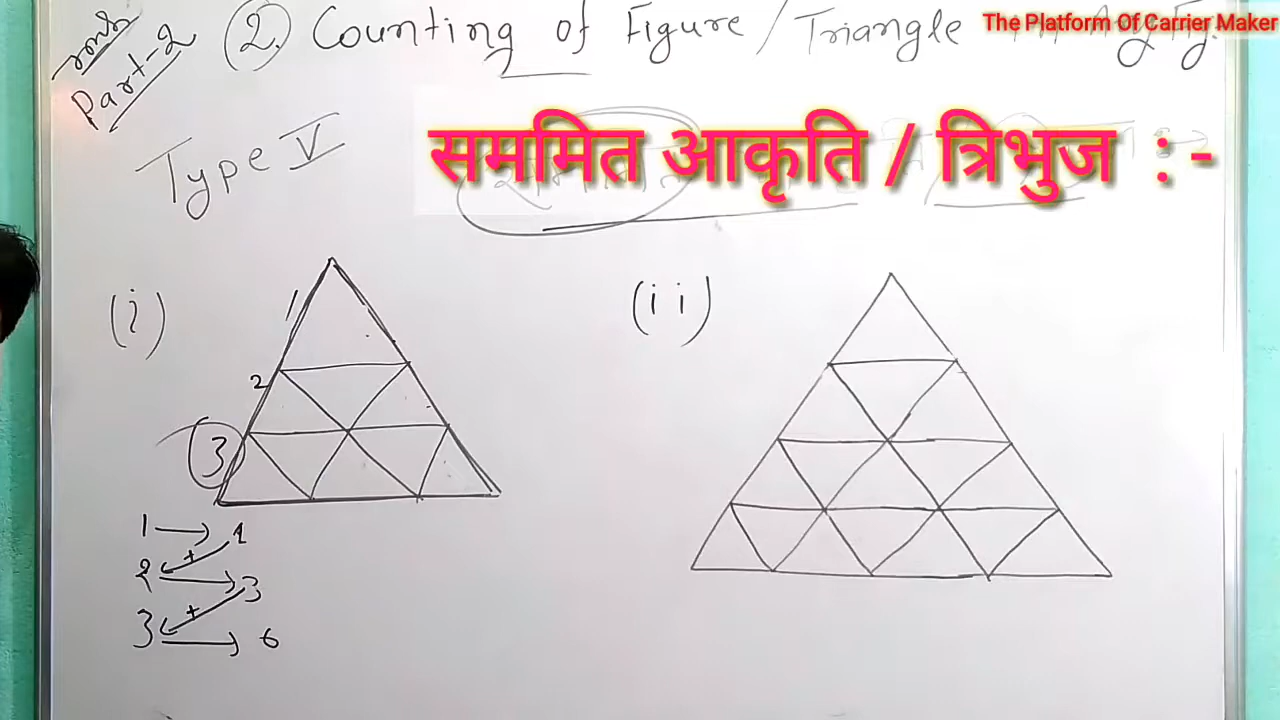 The Platform Of Carrier Maker
Part-2 (2.) Counting of Figure / Triangle
Type V
सममित आकृति / त्रिभुज : -
(i)
(ii)
1
2
3
1 → 1
+
2 → 3
+
3 → 6